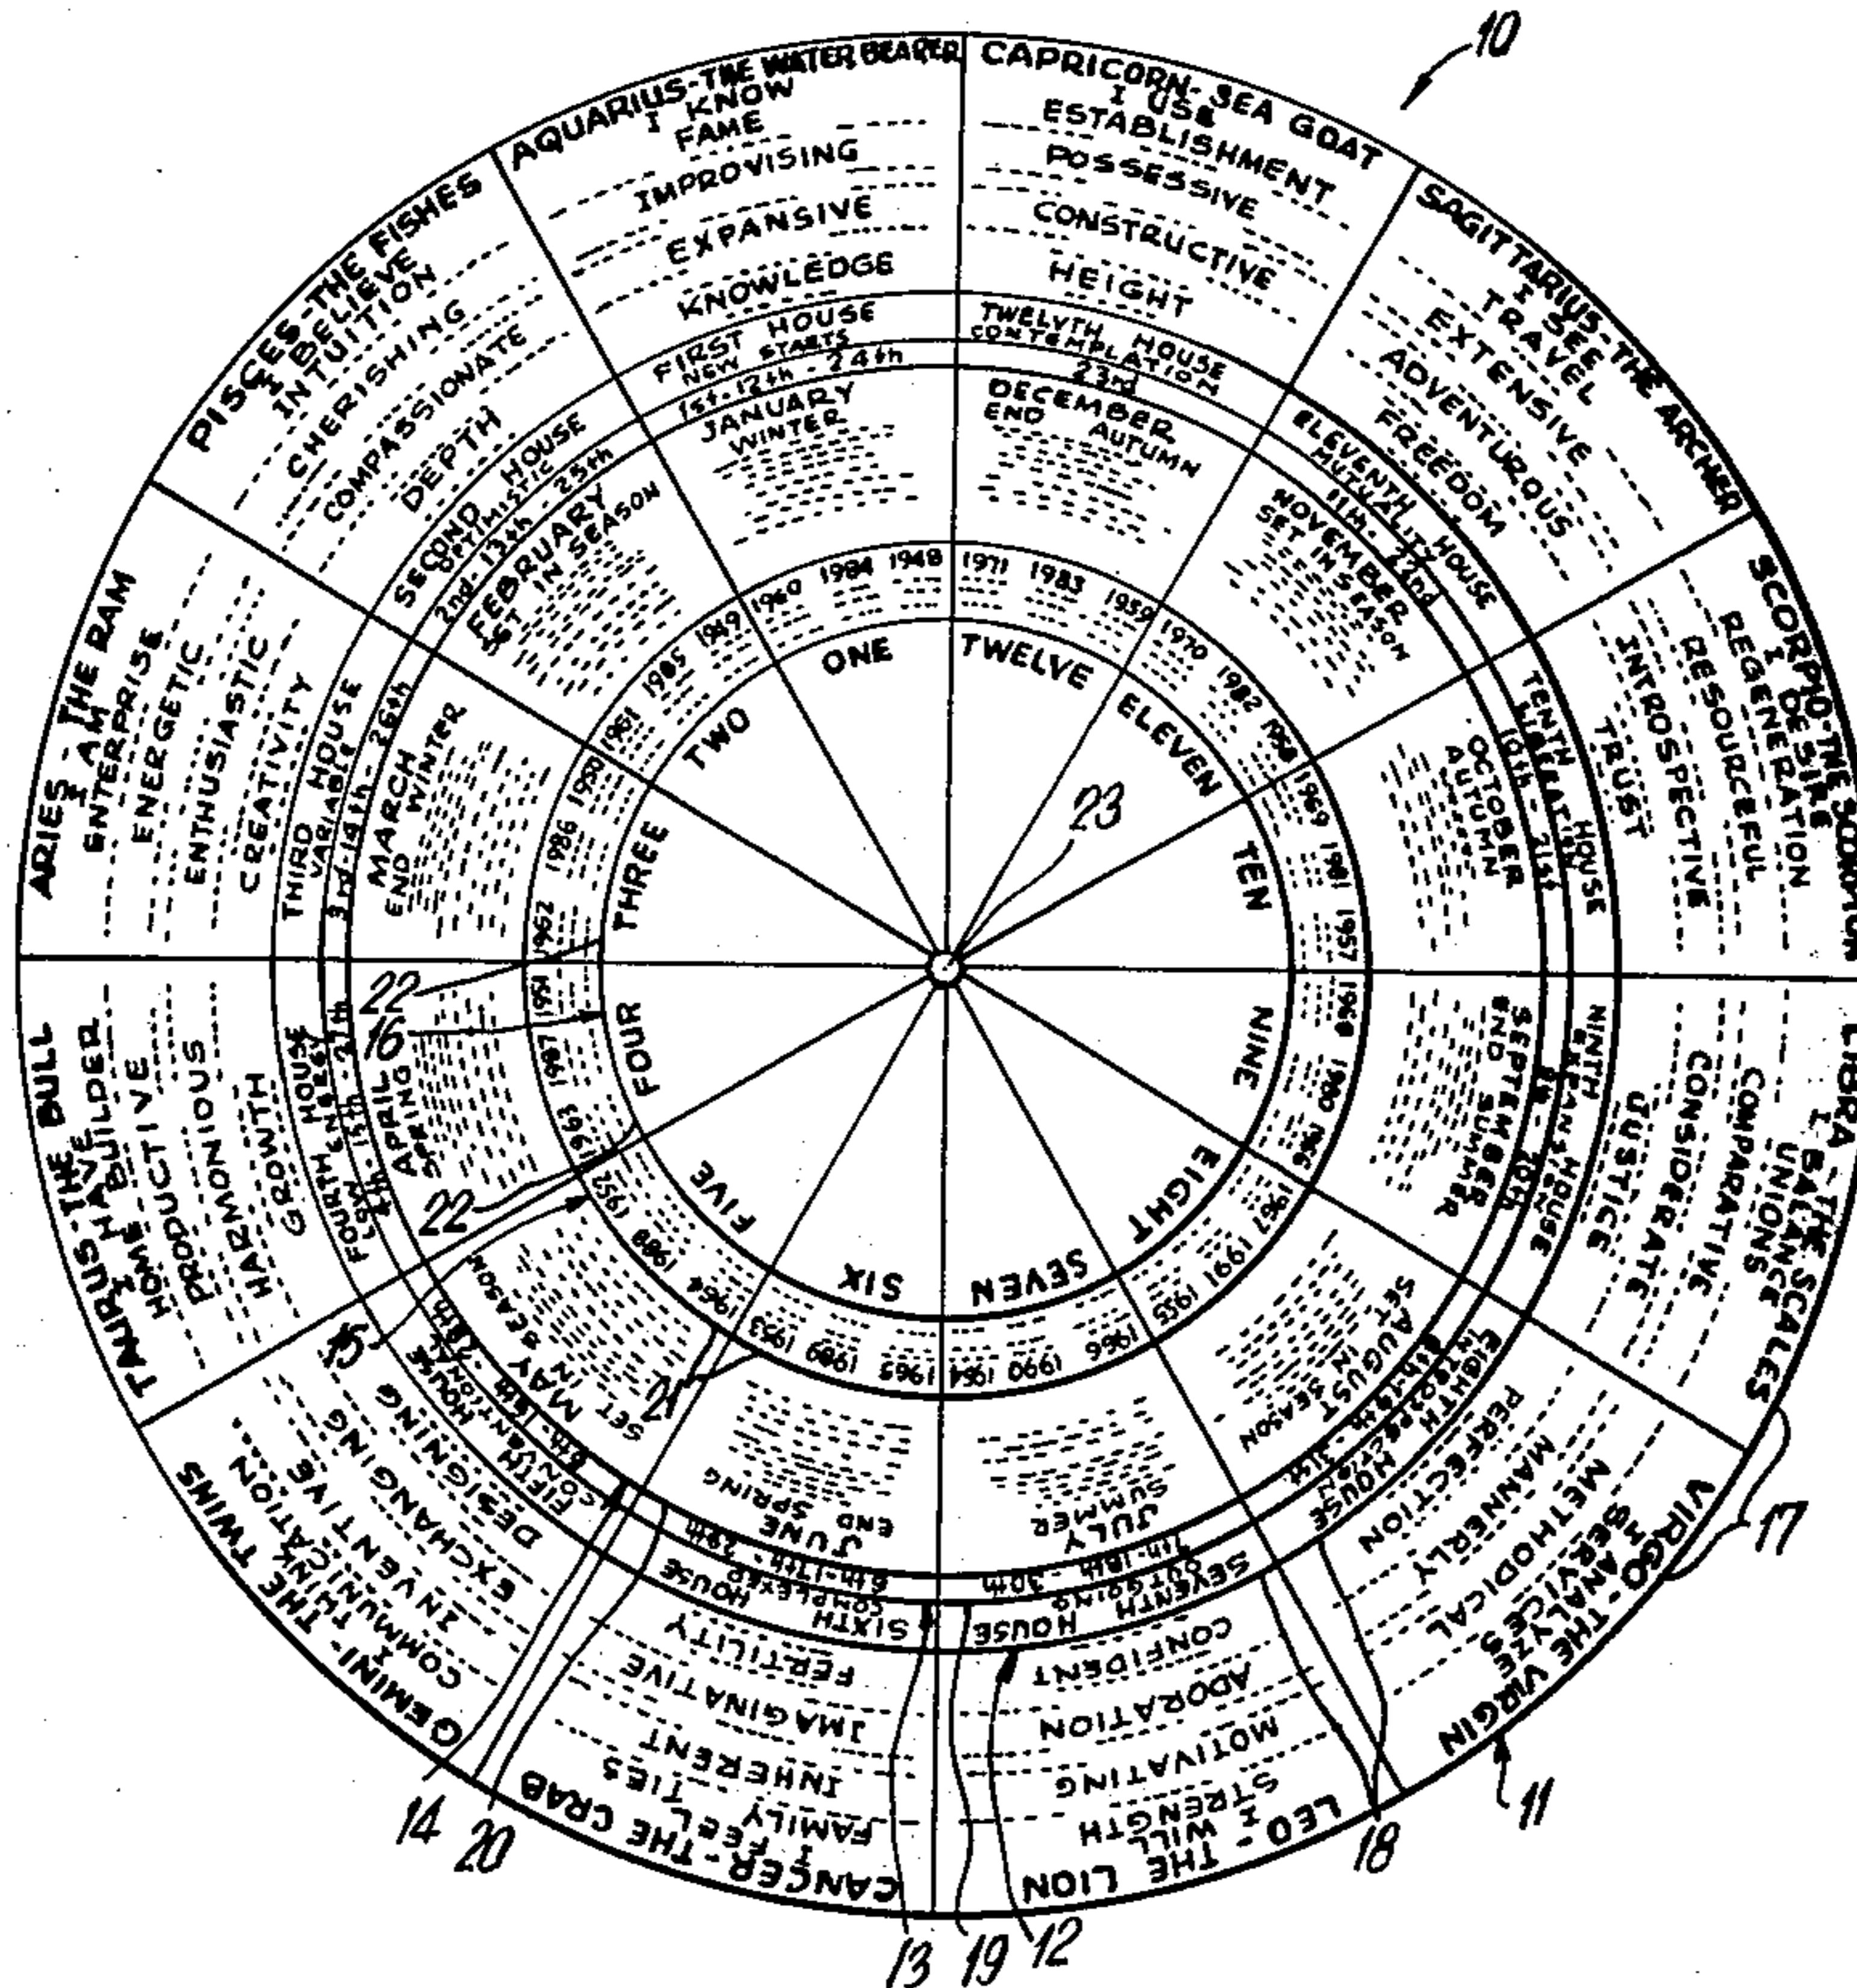 10
AQUARIUS-THE WATER BEARER
I KNOW
FAME
IMPROVISING
EXPANSIVE
KNOWLEDGE
FIRST HOUSE
NEW STARTS
1st-12th-24th
JANUARY
WINTER
1960 1984 1948
ONE
CAPRICORN-SEA GOAT
I USE
ESTABLISHMENT
POSSESSIVE
CONSTRUCTIVE
HEIGHT
TWELVTH HOUSE
CONTEMPLATION
23rd
DECEMBER
END AUTUMN
1971 1983 1959
TWELVE
SAGITTARIUS-THE ARCHER
I SEE
TRAVEL
EXTENSIVE
ADVENTUROUS
FREEDOM
ELEVENTH HOUSE
MUTUALITY
11th-22nd
NOVEMBER
SET IN SEASON
1970 1982 1958
ELEVEN
SCORPIO-THE SCORPION
I DESIRE
REGENERATION
RESOURCEFUL
INTROSPECTIVE
TRUST
TENTH HOUSE
LIBERATION
10th-21st
OCTOBER
AUTUMN
1969 1981 1957
TEN
LIBRA-THE SCALES
I BALANCE
UNIONS
COMPARATIVE
CONSIDERATE
JUSTICE
NINTH HOUSE
EXPANSIVE
20th
SEPTEMBER
END SUMMER
1968 1980 1956
NINE
VIRGO-THE VIRGIN
I ANALYZE
SERVICES
METHODICAL
MANNERLY
PERFECTION
EIGHTH HOUSE
INTROSPECTION
8th-19th-31st
AUGUST
SET IN SEASON
1967 1991 1955
EIGHT
LEO-THE LION
I WILL
STRENGTH
MOTIVATING
ADORATION
CONFIDENT
SEVENTH HOUSE
OUTGOING
7th-18th-30th
JULY
SUMMER
1966 1990 1954
SEVEN
CANCER-THE CRAB
I FEEL
FAMILY TIES
INHERENT
IMAGINATIVE
FERTILITY
SIXTH HOUSE
COMPLEXED
6th-17th-29th
JUNE
END SPRING
1965 1989 1953
SIX
GEMINI-THE TWINS
I THINK
COMMUNICATION
INVENTIVE
EXCHANGING
DESIGNING
FIFTH HOUSE
CONVENTIONAL
MAY
SET IN SEASON
1964 1988 1952
FIVE
TAURUS-THE BULL
I HAVE
HOME BUILDER
PRODUCTIVE
HARMONIOUS
GROWTH
FOURTH HOUSE
LOW ENERGY
4th-15th-27th
APRIL
SPRING
1963 1987 1951
FOUR
ARIES-THE RAM
I AM
ENTERPRISE
ENERGETIC
ENTHUSIASTIC
CREATIVITY
THIRD HOUSE
VARIABLE
3rd-14th-26th
MARCH
END WINTER
1962 1986 1950
THREE
PISCES-THE FISHES
I BELIEVE
INTUITION
CHERISHING
COMPASSIONATE
DEPTH
SECOND HOUSE
OPTIMISTIC
2nd-13th-25th
FEBRUARY
SET IN SEASON
1961 1985 1949
TWO
23
22
16
22
15
21
17
11
18
14
20
13
19
12